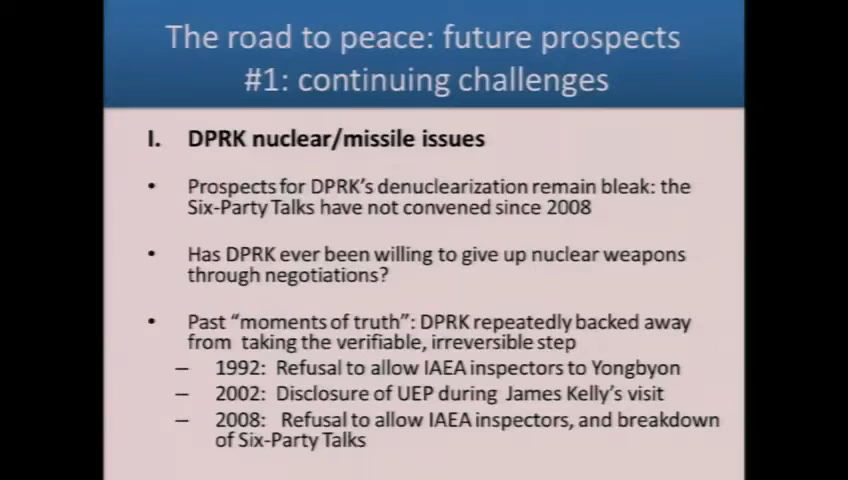 The road to peace: future prospects
#1: continuing challenges
I. DPRK nuclear/missile issues
• Prospects for DPRK's denuclearization remain bleak: the
Six-Party Talks have not convened since 2008
• Has DPRK ever been willing to give up nuclear weapons
through negotiations?
• Past "moments of truth": DPRK repeatedly backed away
from taking the verifiable, irreversible step
– 1992: Refusal to allow IAEA inspectors to Yongbyon
– 2002: Disclosure of UEP during James Kelly's visit
– 2008: Refusal to allow IAEA inspectors, and breakdown
of Six-Party Talks